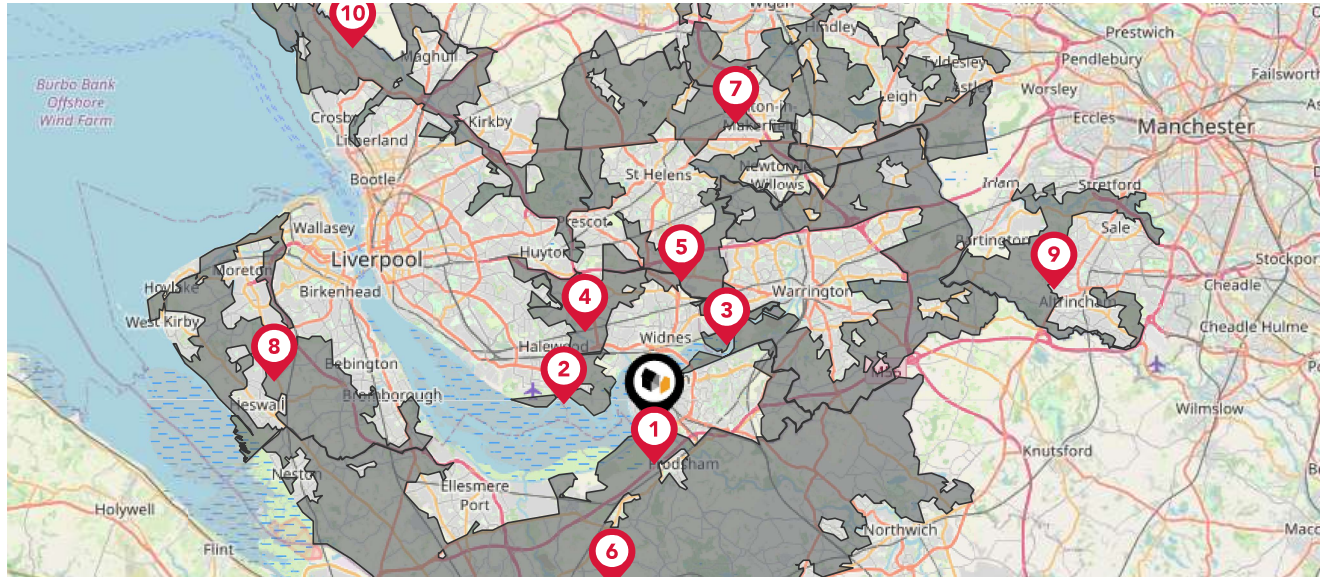 10
Wigan
Hindley
Prestwich
Maghull
Pendlebury
Tyldesley
Failsworth
Burbo Bank
Offshore
Wind Farm
7
Worsley
Leigh
Crosby
Kirkby
Eccles
Manchester
Litherland
Newton-le-
Willows
St Helens
Bootle
Irlam
Stretford
Prescot
Wallasey
Partington
Sale
5
9
Huyton
Liverpool
Moreton
Hoylake
Birkenhead
4
Warrington
Altrincham
Cheadle
3
West Kirby
Widnes
Cheadle Hulme
8
Halewood
2
Bebington
Bromborough
Heswall
Wilmslow
1
Frodsham
Knutsford
Neston
Ellesmere
Port
Holywell
Northwich
Flint
6